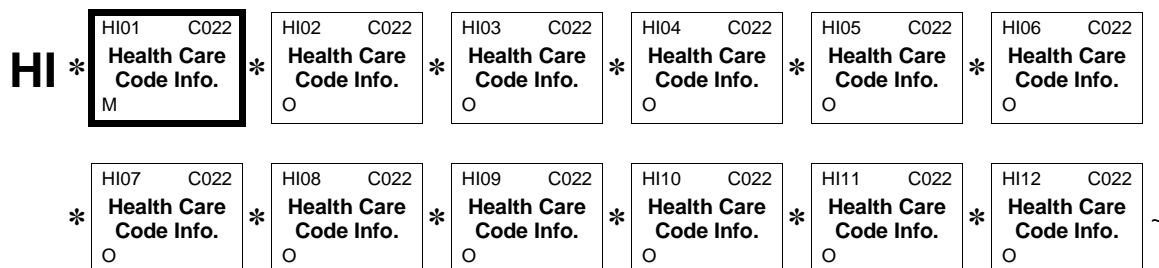 HI01 C022 HI02 C022 HI03 C022 HI04 C022 HI05 C022 HI06 C022
HI * Health Care * Health Care * Health Care * Health Care * Health Care * Health Care
Code Info. Code Info. Code Info. Code Info. Code Info. Code Info.
M O O O O O
HI07 C022 HI08 C022 HI09 C022 HI10 C022 HI11 C022 HI12 C022
* Health Care * Health Care * Health Care * Health Care * Health Care * Health Care ~
Code Info. Code Info. Code Info. Code Info. Code Info. Code Info.
O O O O O O